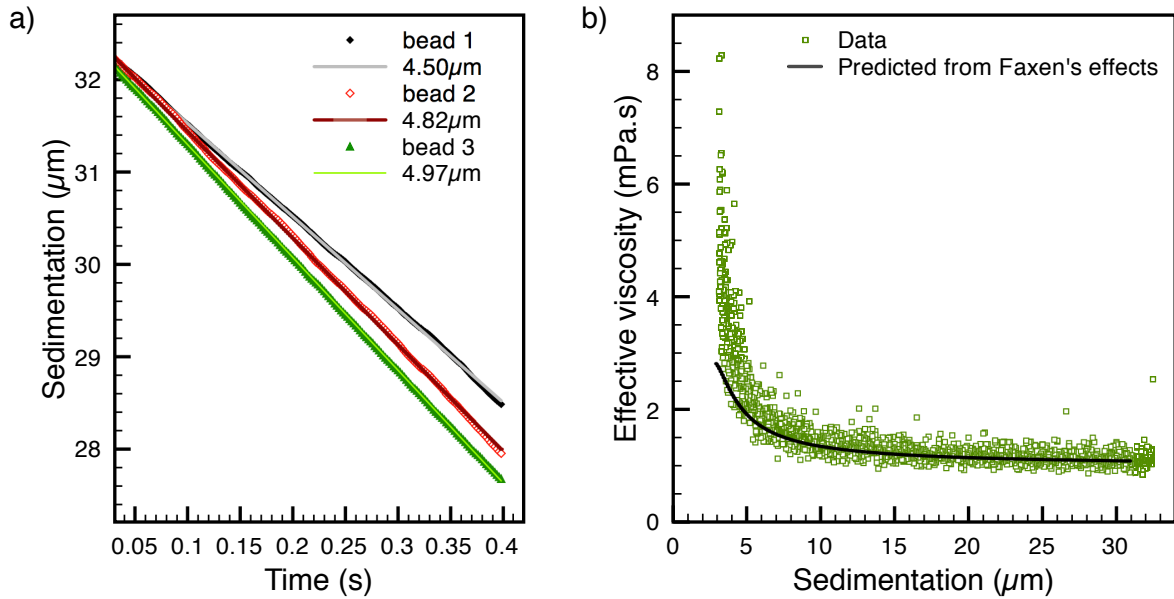 a)
Sedimentation (µm)
32
31
30
29
28
0.05 0.1 0.15 0.2 0.25 0.3 0.35 0.4
Time (s)
bead 1
4.50µm
bead 2
4.82µm
bead 3
4.97µm
b)
Effective viscosity (mPa.s)
8
6
4
2
0
0 5 10 15 20 25 30
Sedimentation (µm)
Data
Predicted from Faxen's effects